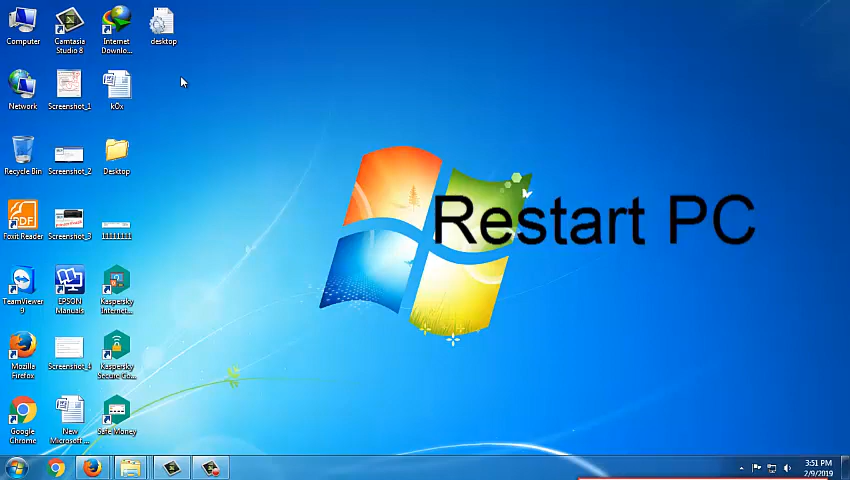 Computer
Camtasia
Studio 8
Internet
Downlo...
desktop
Network
Screenshot_1
kOx
Recycle Bin
Screenshot_2
Desktop
PDF
Foxit Reader
Screenshot_3
Restart PC
TeamViewer
9
EPSON
Manuals
Kaspersky
Internet...
Mozilla
Firefox
Screenshot_4
Kaspersky
Secure Co...
Google
Chrome
New
Microsoft ...
Safe Money
3:51 PM
2/9/2019